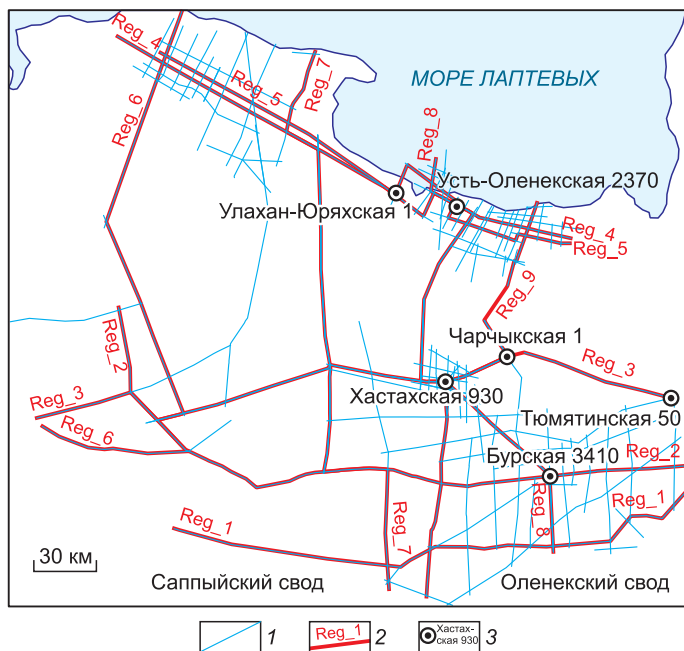 Reg_4
Reg_5
Reg_7
Reg_6
МОРЕ ЛАПТЕВЫХ
Reg_8
Усть-Оленекская 2370
Улахан-Юряхская 1
Reg_4
Reg_5
Reg_9
Чарчыкская 1
Reg_2
Reg_3
Reg_3
Хастахская 930
Тюмятинская 50
Reg_6
Бурская 3410
Reg_2
Reg_1
Reg_1
Reg_7
Reg_8
30 км
Саппыйский свод
Оленекский свод
1
Reg_1
2
Хастах-
ская 930
3